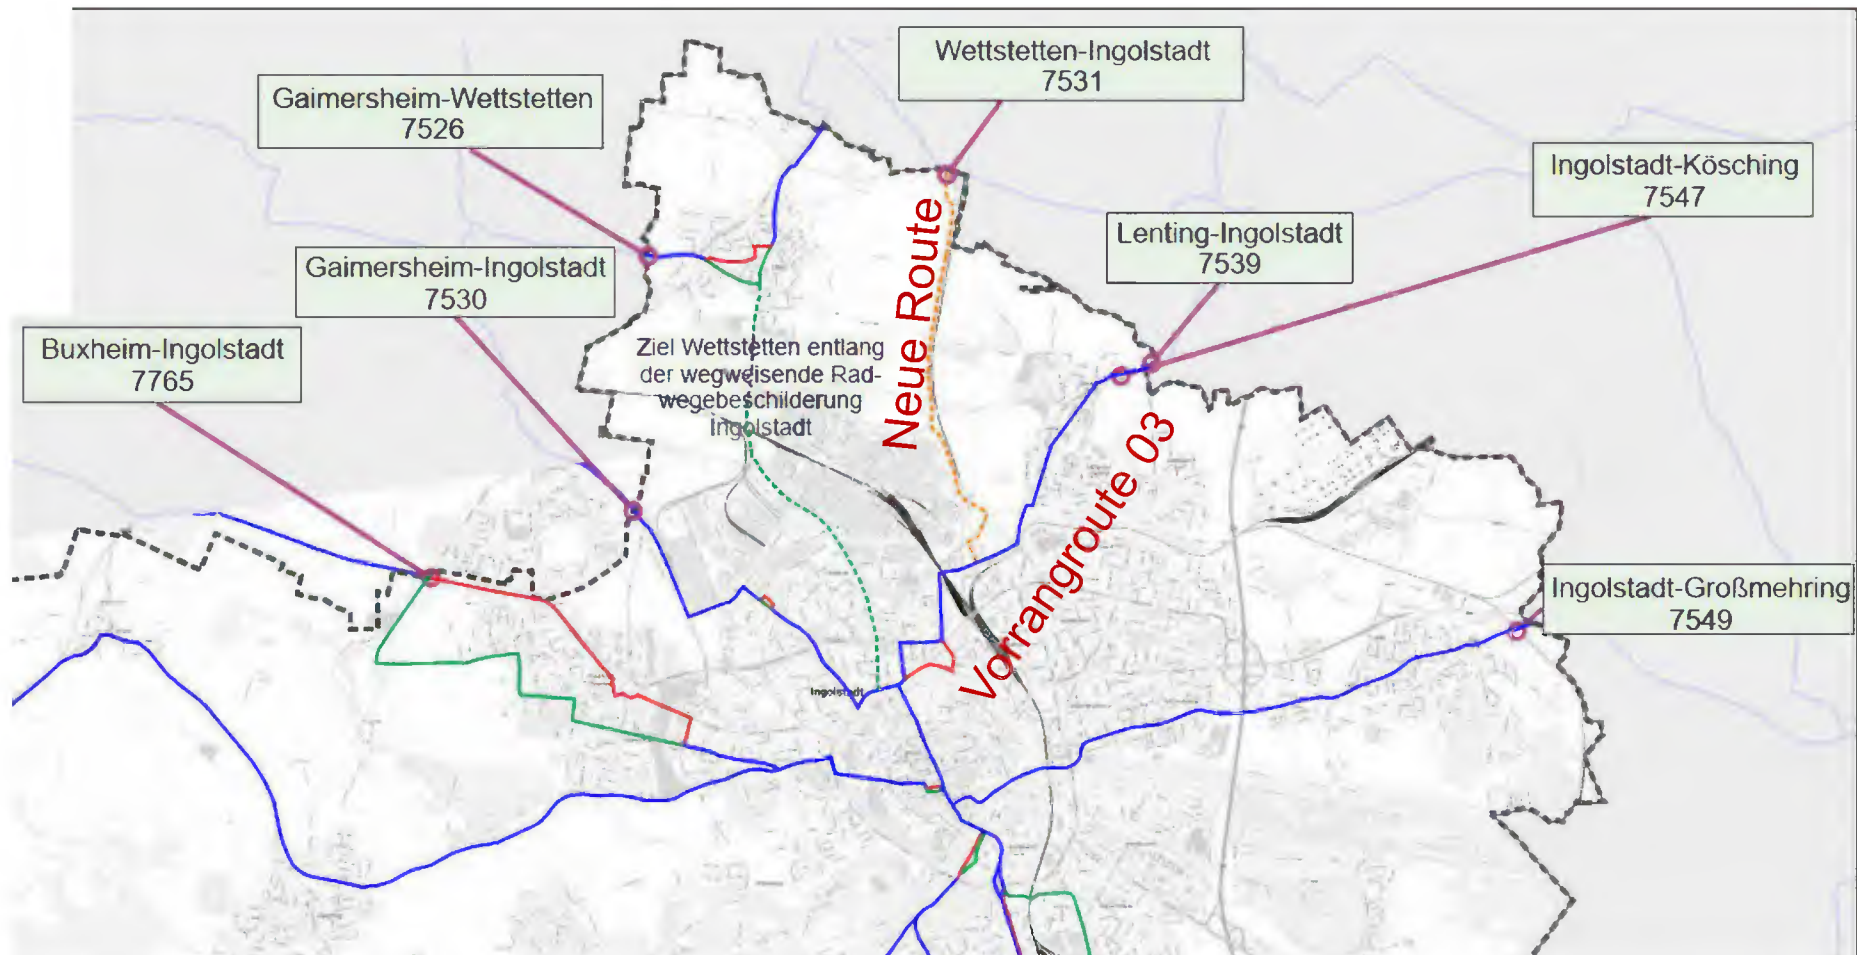 Wettstetten-Ingolstadt
7531
Gaimersheim-Wettstetten
7526
Ingolstadt-Kösching
7547
Lenting-Ingolstadt
7539
Gaimersheim-Ingolstadt
7530
Neue Route
Buxheim-Ingolstadt
7765
Ziel Wettstetten entlang
der wegweisende Rad-
wegebeschilderung
Ingolstadt
Vorrangroute 03
Ingolstadt-Großmehring
7549
Ingolstadt